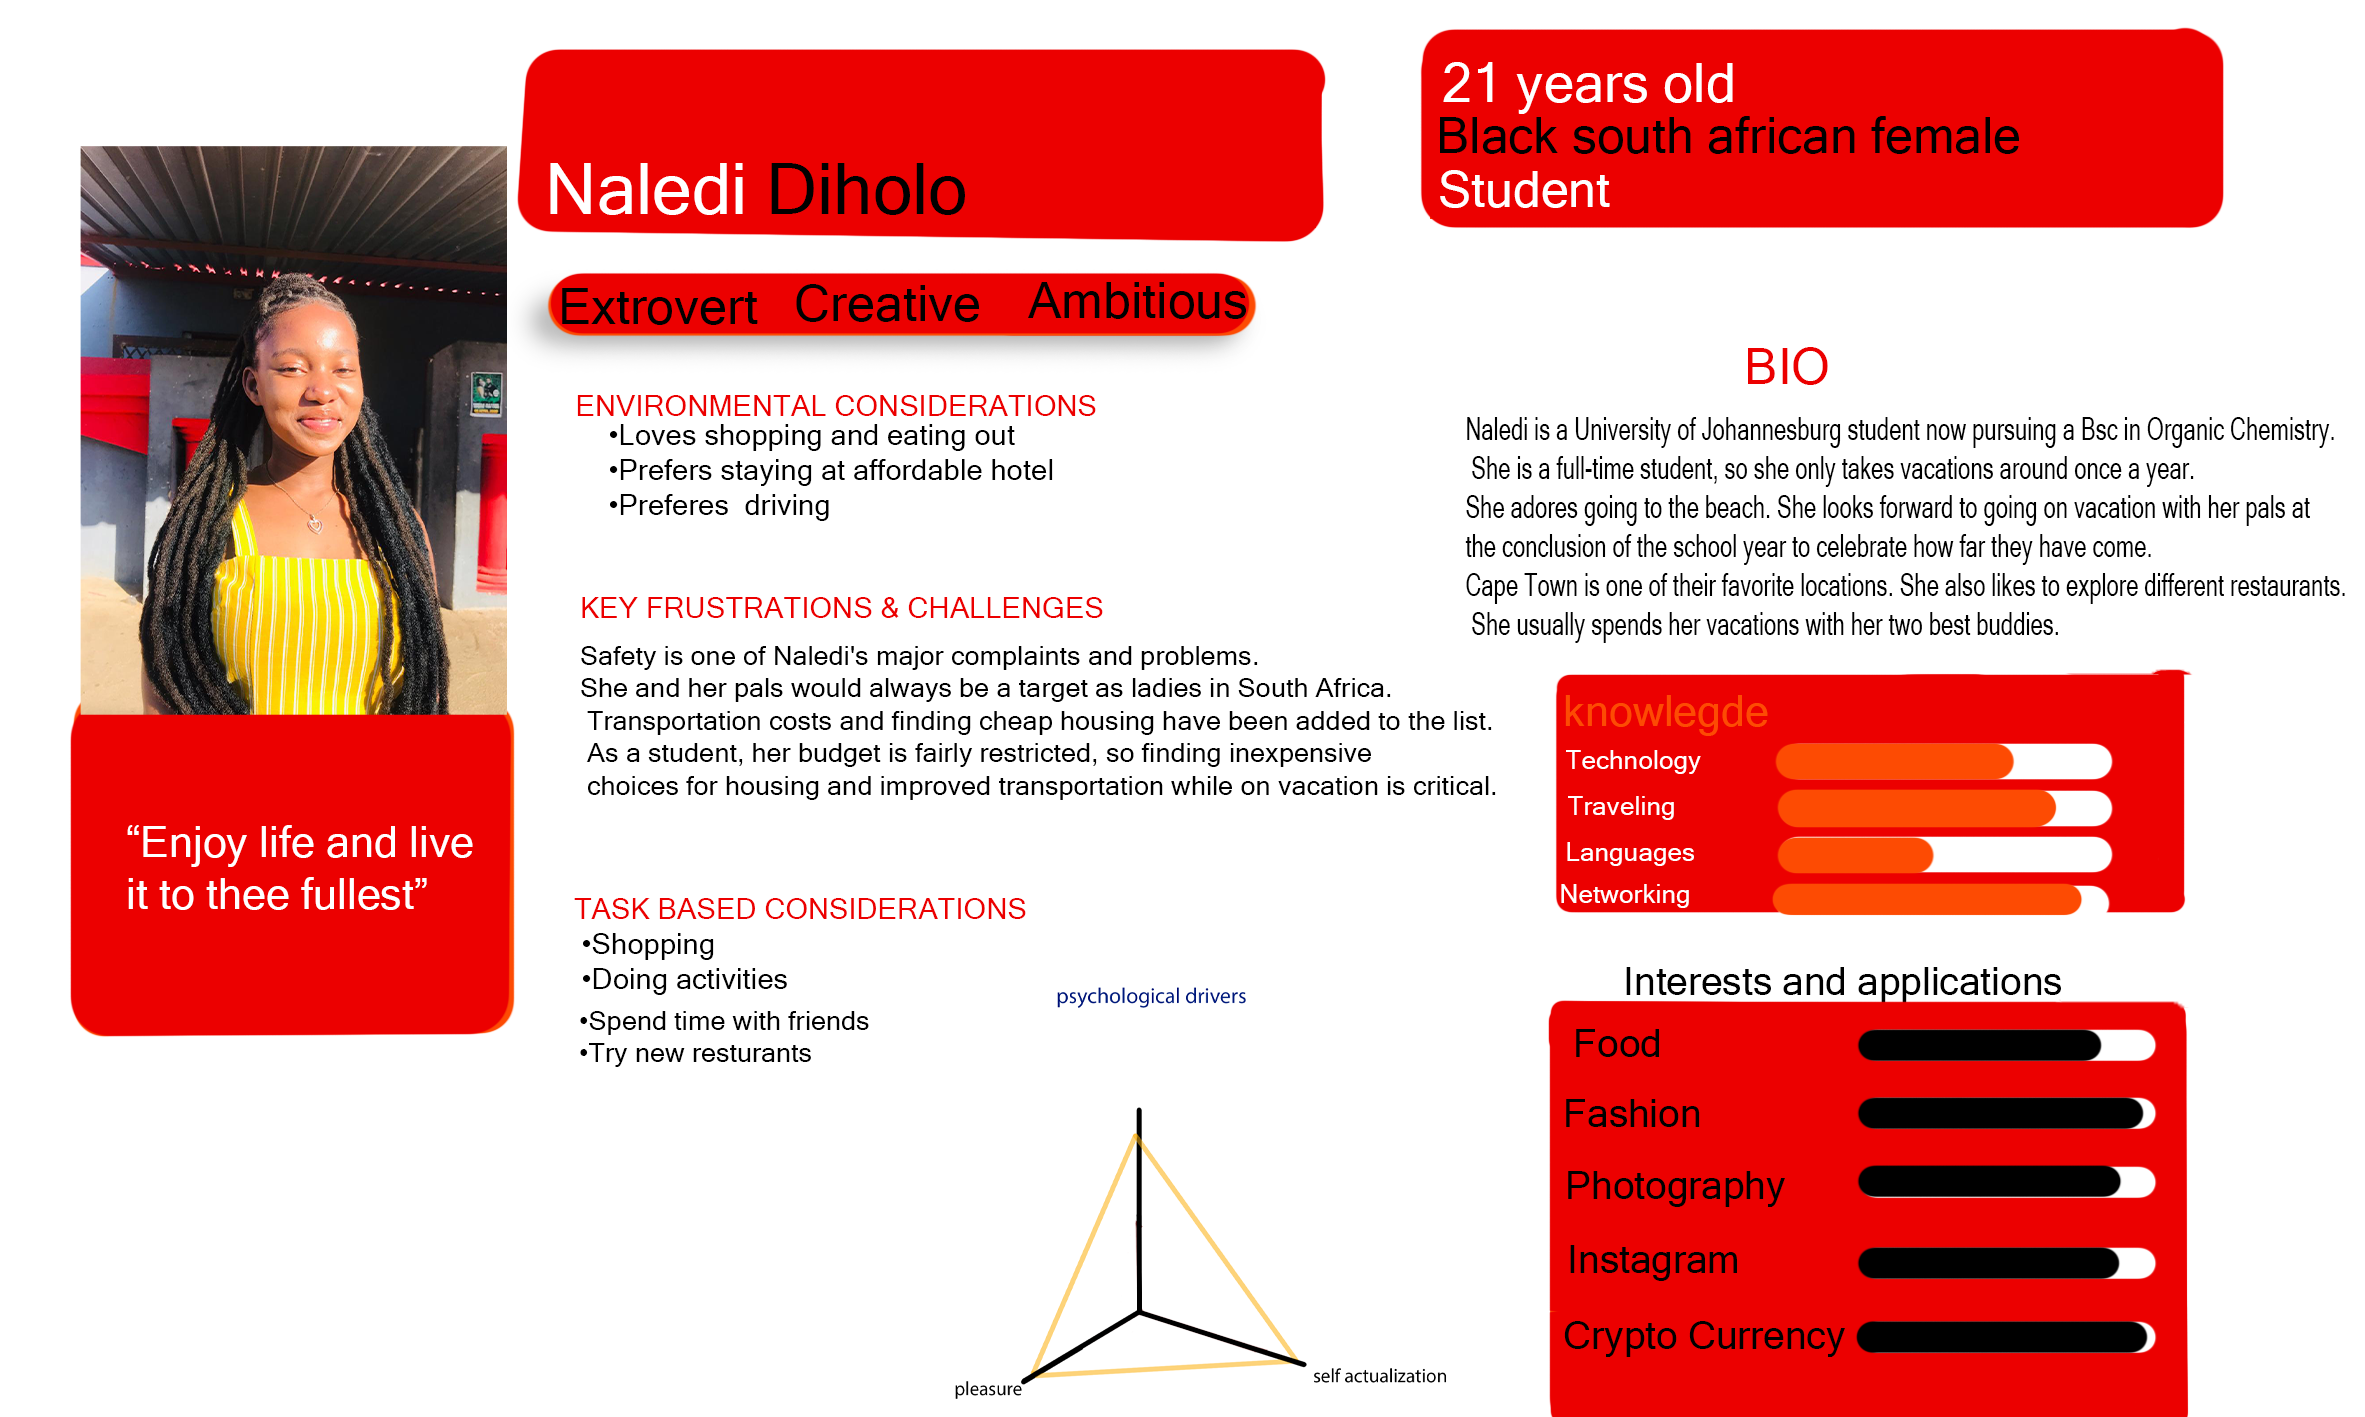 Naledi Diholo
21 years old
Black south african female
Student
Extrovert Creative Ambitious
“Enjoy life and live
it to thee fullest”
ENVIRONMENTAL CONSIDERATIONS
•Loves shopping and eating out
•Prefers staying at affordable hotel
•Preferes driving
KEY FRUSTRATIONS & CHALLENGES
Safety is one of Naledi's major complaints and problems.
She and her pals would always be a target as ladies in South Africa.
Transportation costs and finding cheap housing have been added to the list.
As a student, her budget is fairly restricted, so finding inexpensive
choices for housing and improved transportation while on vacation is critical.
TASK BASED CONSIDERATIONS
•Shopping
•Doing activities
•Spend time with friends
•Try new resturants
psychological drivers
pleasure
self actualization
BIO
Naledi is a University of Johannesburg student now pursuing a Bsc in Organic Chemistry.
She is a full-time student, so she only takes vacations around once a year.
She adores going to the beach. She looks forward to going on vacation with her pals at
the conclusion of the school year to celebrate how far they have come.
Cape Town is one of their favorite locations. She also likes to explore different restaurants.
She usually spends her vacations with her two best buddies.
knowlegde
Technology
Traveling
Languages
Networking
Interests and applications
Food
Fashion
Photography
Instagram
Crypto Currency